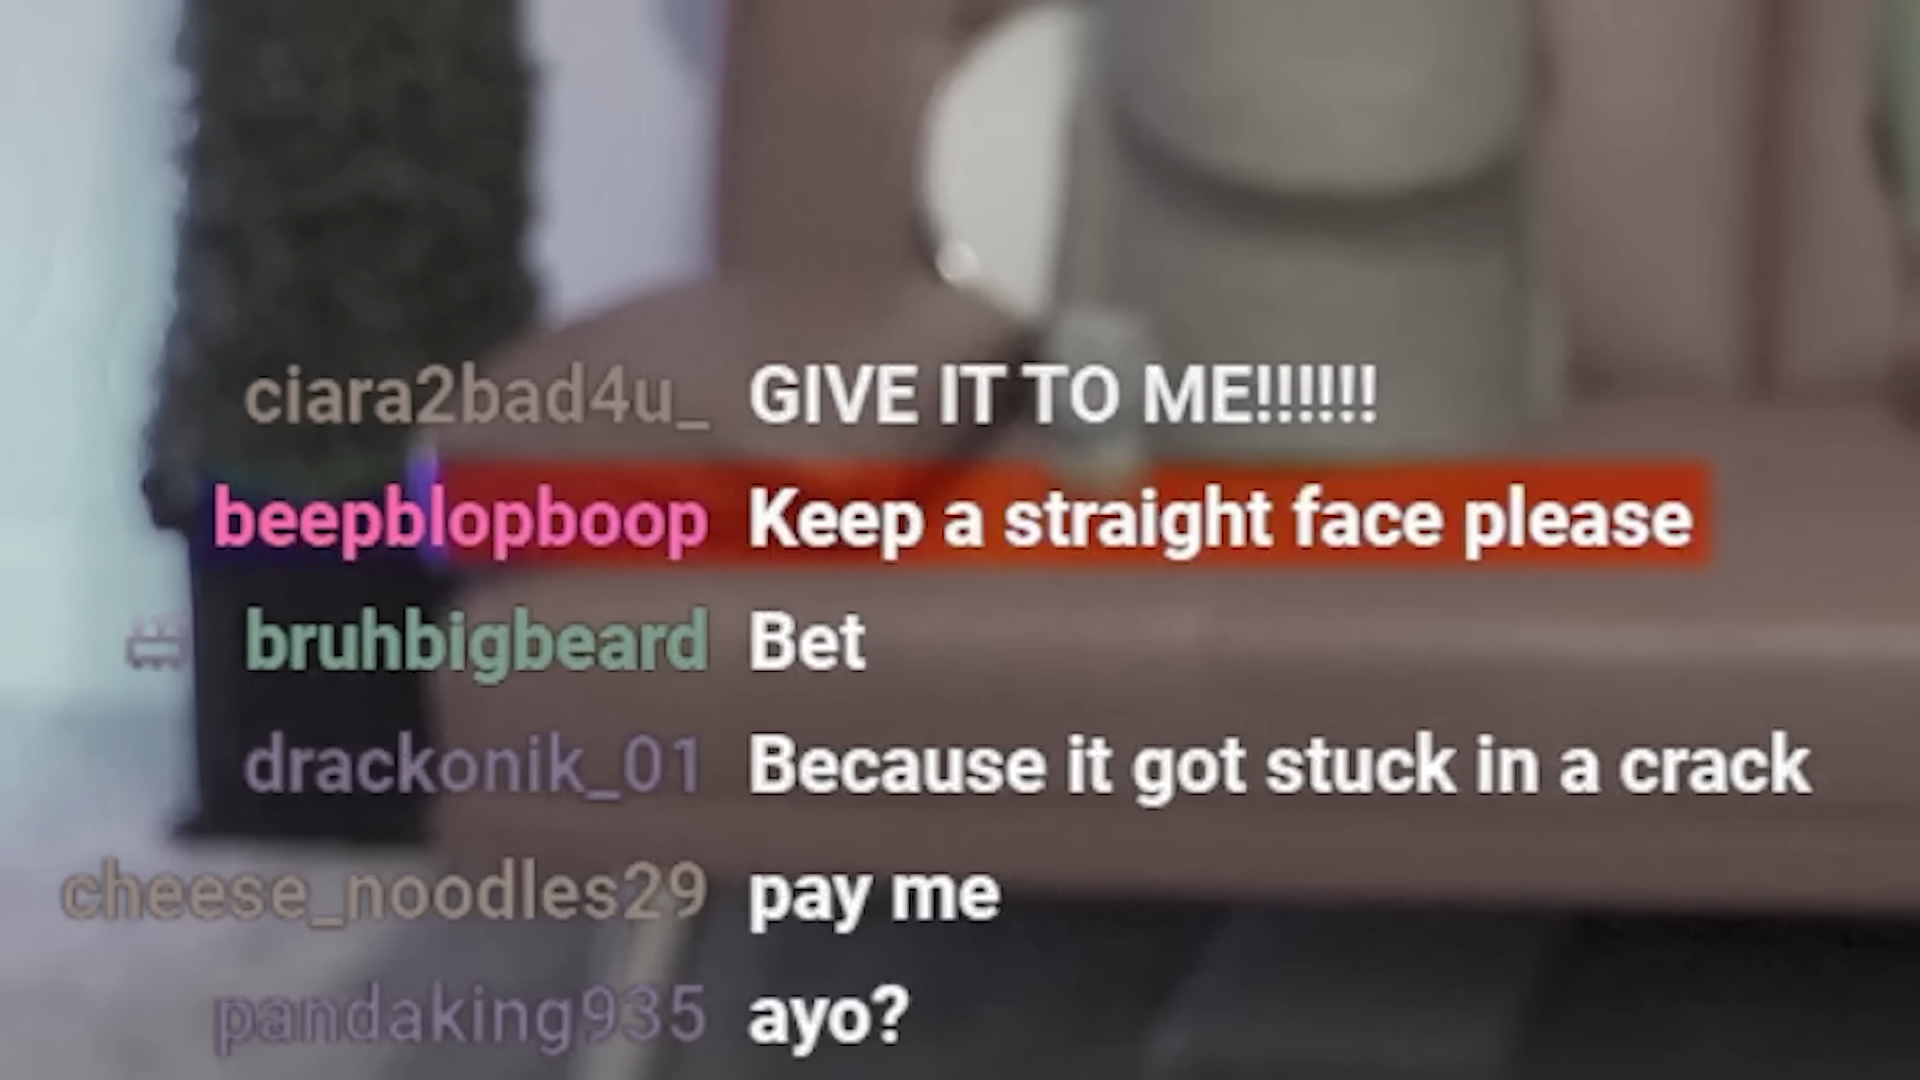 ciara2bad4u_ GIVE IT TO ME!!!!!!
beepblopboop Keep a straight face please
bruhbigbeard Bet
drackonik_01 Because it got stuck in a crack
cheese_noodles29 pay me
pandaking935 ayo?